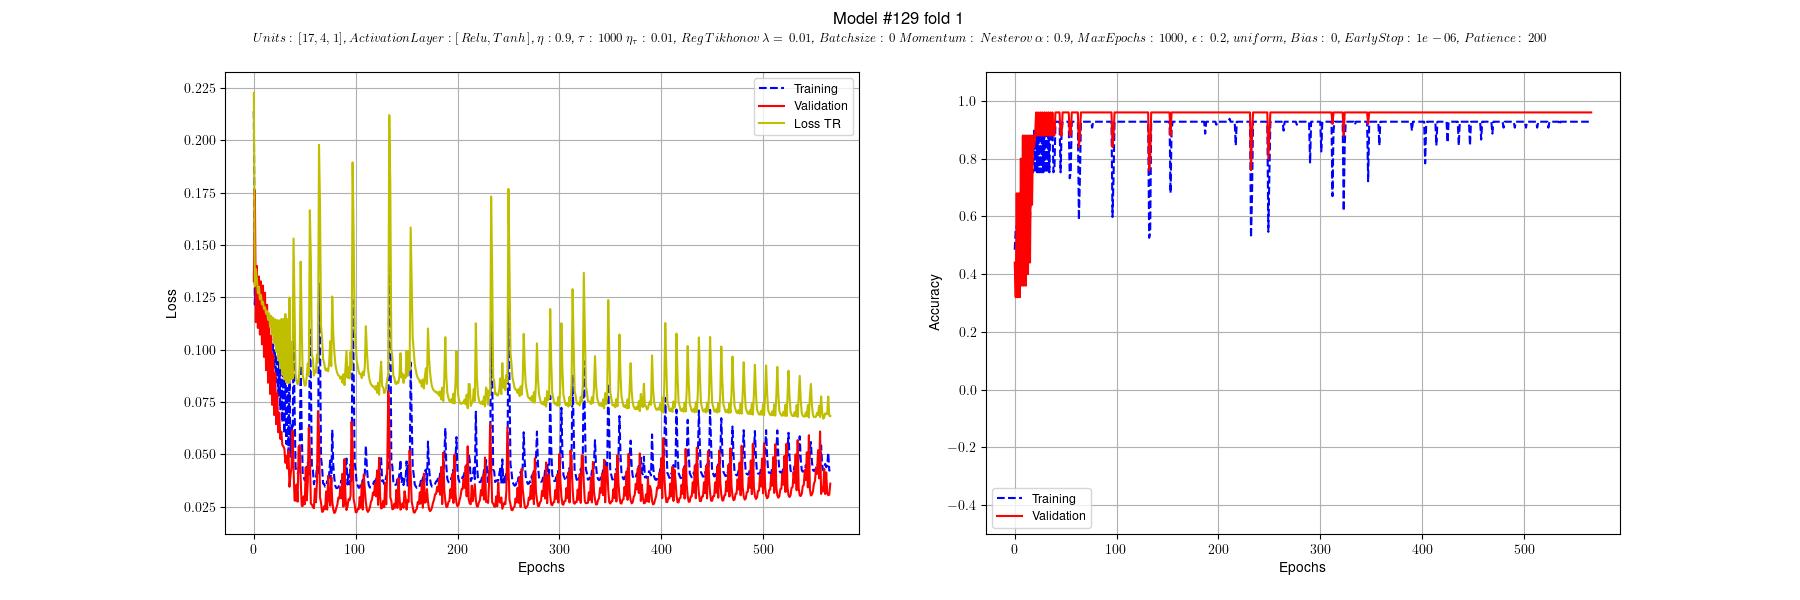 Model #129 fold 1
Units : [17, 4, 1], ActivationLayer : [ Relu, Tanh], η : 0.9, τ : 1000 ητ : 0.01, RegTikhonov λ = 0.01, Batchsize : 0 Momentum : Nesterov α : 0.9, MaxEpochs : 1000, ϵ : 0.2, uniform, Bias : 0, EarlyStop : 1e − 06, Patience : 200
Loss
0.225
0.200
0.175
0.150
0.125
0.100
0.075
0.050
0.025
Training
Validation
Loss TR
0 100 200 300 400 500
Epochs
Accuracy
1.0
0.8
0.6
0.4
0.2
0.0
−0.2
−0.4
Training
Validation
0 100 200 300 400 500
Epochs